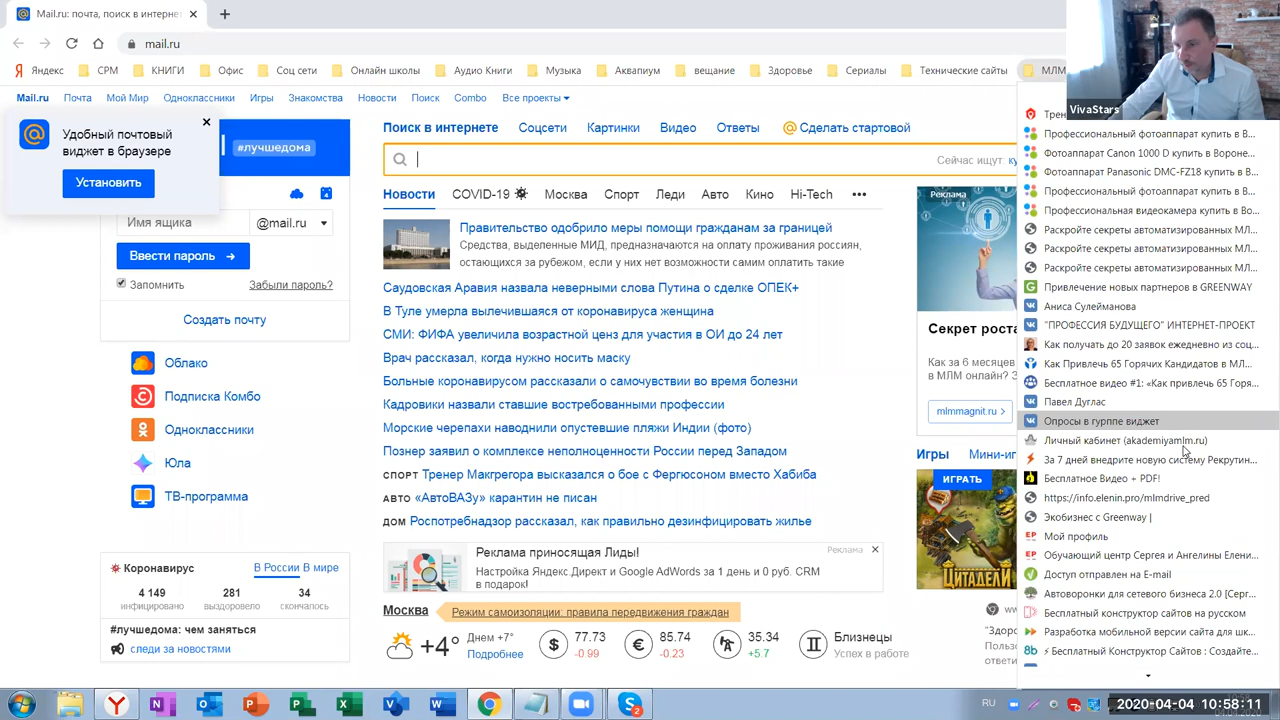 Mail.ru: почта, поиск в интернет
mail.ru
Яндекс
СРМ
КНИГИ
Офис
Соц сети
Онлайн школы
Аудио Книги
Музыка
Аквапиум
вещание
Здоровье
Сериалы
Технические сайты
МЛМ
VivaStars
Mail.ru
Почта
Мой Мир
Одноклассники
Игры
Знакомства
Новости
Поиск
Combo
Все проекты
Удобный почтовый
виджет в браузере
Установить
#лучшедома
Имя ящика
@mail.ru
Ввести пароль
Запомнить
Забыли пароль?
Создать почту
Облако
Подписка Комбо
Одноклассники
Юла
ТВ-программа
Коронавирус
В России
В мире
4 149
281
34
инфицировано
выздоровело
скончалось
#лучшедома: чем заняться
следи за новостями
Поиск в интернете
Соцсети
Картинки
Видео
Ответы
Сделать стартовой
Сейчас ищут:
Новости
COVID-19
Москва
Спорт
Леди
Авто
Кино
Hi-Tech
Правительство одобрило меры помощи гражданам за границей
Средства, выделенные МИД, предназначаются на оплату проживания россиян,
остающихся за рубежом, если у них нет возможности самим оплатить такие
Саудовская Аравия назвала неверными слова Путина о сделке ОПЕК+
В Туле умерла вылечившаяся от коронавируса женщина
СМИ: ФИФА увеличила возрастной ценз для участия в ОИ до 24 лет
Врач рассказал, когда нужно носить маску
Больные коронавирусом рассказали о самочувствии во время болезни
Кадровики назвали ставшие востребованными профессии
Морские черепахи наводнили опустевшие пляжи Индии (фото)
Познер заявил о комплексе неполноценности России перед Западом
СПОРТ Тренер Макгрегора высказался о бое с Фергюсоном вместо Хабиба
АВТО «АвтоВАЗу» карантин не писан
ДОМ Роспотребнадзор рассказал, как правильно дезинфицировать жилье
Реклама приносящая Лиды!
Реклама
Настройка Яндекс.Директ и Google AdWords за 1 день и 0 руб. CRM
в подарок!
Москва
Режим самоизоляции: правила передвижения граждан
+4°
Днем +7°
Подробнее
$
77.73
-0.99
€
85.74
-0.23
35.34
+5.7
Близнецы
Успех в работе
Реклама
Секрет роста
Как за 6 месяцев
в МЛМ онлайн?
mlmmagnit.ru
Игры
Мини-иг
ИГРАТЬ
ЦИТАДЕЛИ
Профессиональный фотоаппарат купить в В...
Фотоаппарат Canon 1000 D купить в Вороне...
Фотоаппарат Panasonic DMC-FZ18 купить в В...
Профессиональный фотоаппарат купить в В...
Профессиональная видеокамера купить в Во...
Раскройте секреты автоматизированных МЛ...
Раскройте секреты автоматизированных МЛ...
Раскройте секреты автоматизированных МЛ...
Привлечение новых партнеров в GREENWAY
Аниса Сулейманова
"ПРОФЕССИЯ БУДУЩЕГО" ИНТЕРНЕТ-ПРОЕКТ
Как получать до 20 заявок ежедневно из соц...
Как Привлечь 65 Горячих Кандидатов в МЛ...
Бесплатное видео #1: «Как привлечь 65 Горя...
Павел Дуглас
Опросы в гурппе виджет
Личный кабинет (akademiyamlm.ru)
За 7 дней внедрите новую систему Рекрутин...
Бесплатное Видео + PDF!
https://info.elenin.pro/mlmdrive_pred
Экобизнес с Greenway |
Мой профиль
Обучающий центр Сергея и Ангелины Елени...
Доступ отправлен на E-mail
Автоворонки для сетевого бизнеса 2.0 [Серг...
Бесплатный конструктор сайтов на русском
Разработка мобильной версии сайта для шк...
⚡ Бесплатный Конструктор Сайтов : Создайте...
RU
2020-04-04 10:58:11